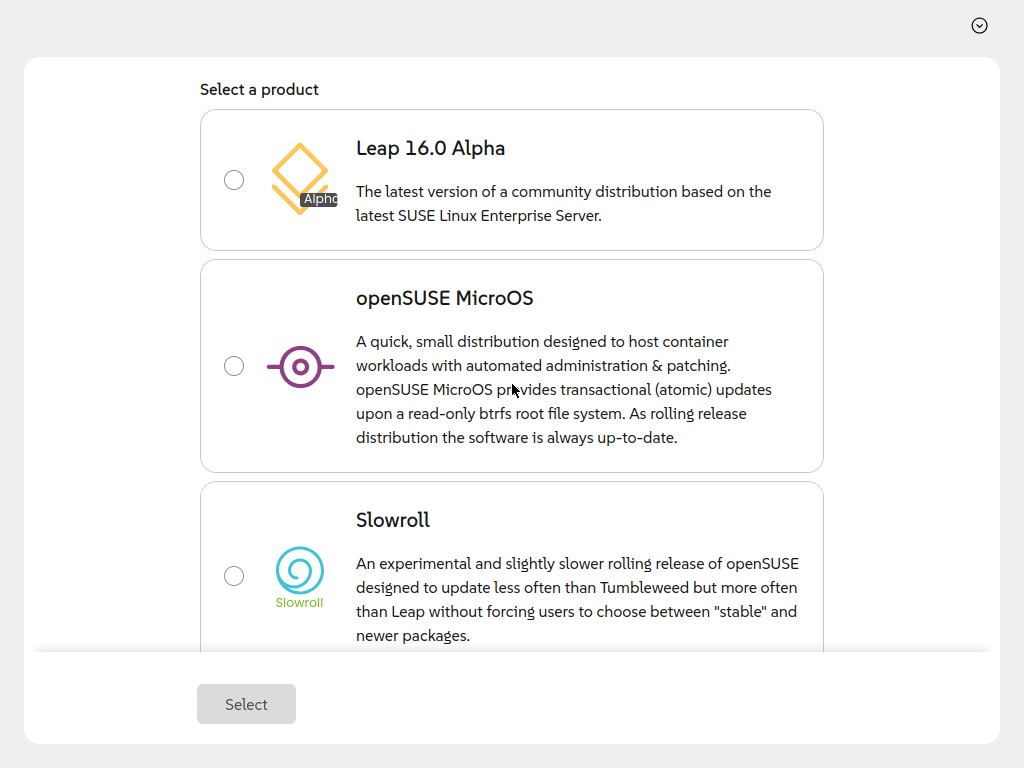 Select a product
Leap 16.0 Alpha
The latest version of a community distribution based on the
latest SUSE Linux Enterprise Server.
Alpha
openSUSE MicroOS
A quick, small distribution designed to host container
workloads with automated administration & patching.
openSUSE MicroOS provides transactional (atomic) updates
upon a read-only btrfs root file system. As rolling release
distribution the software is always up-to-date.
Slowroll
An experimental and slightly slower rolling release of openSUSE
designed to update less often than Tumbleweed but more often
than Leap without forcing users to choose between "stable" and
newer packages.
Slowroll
Select